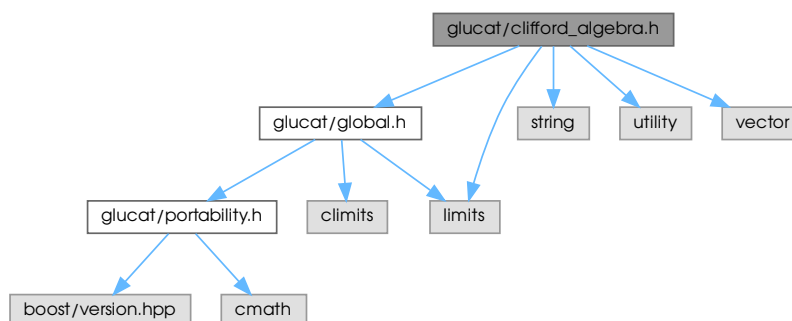 glucat/clifford_algebra.h
glucat/global.h
string
utility
vector
glucat/portability.h
climits
limits
boost/version.hpp
cmath